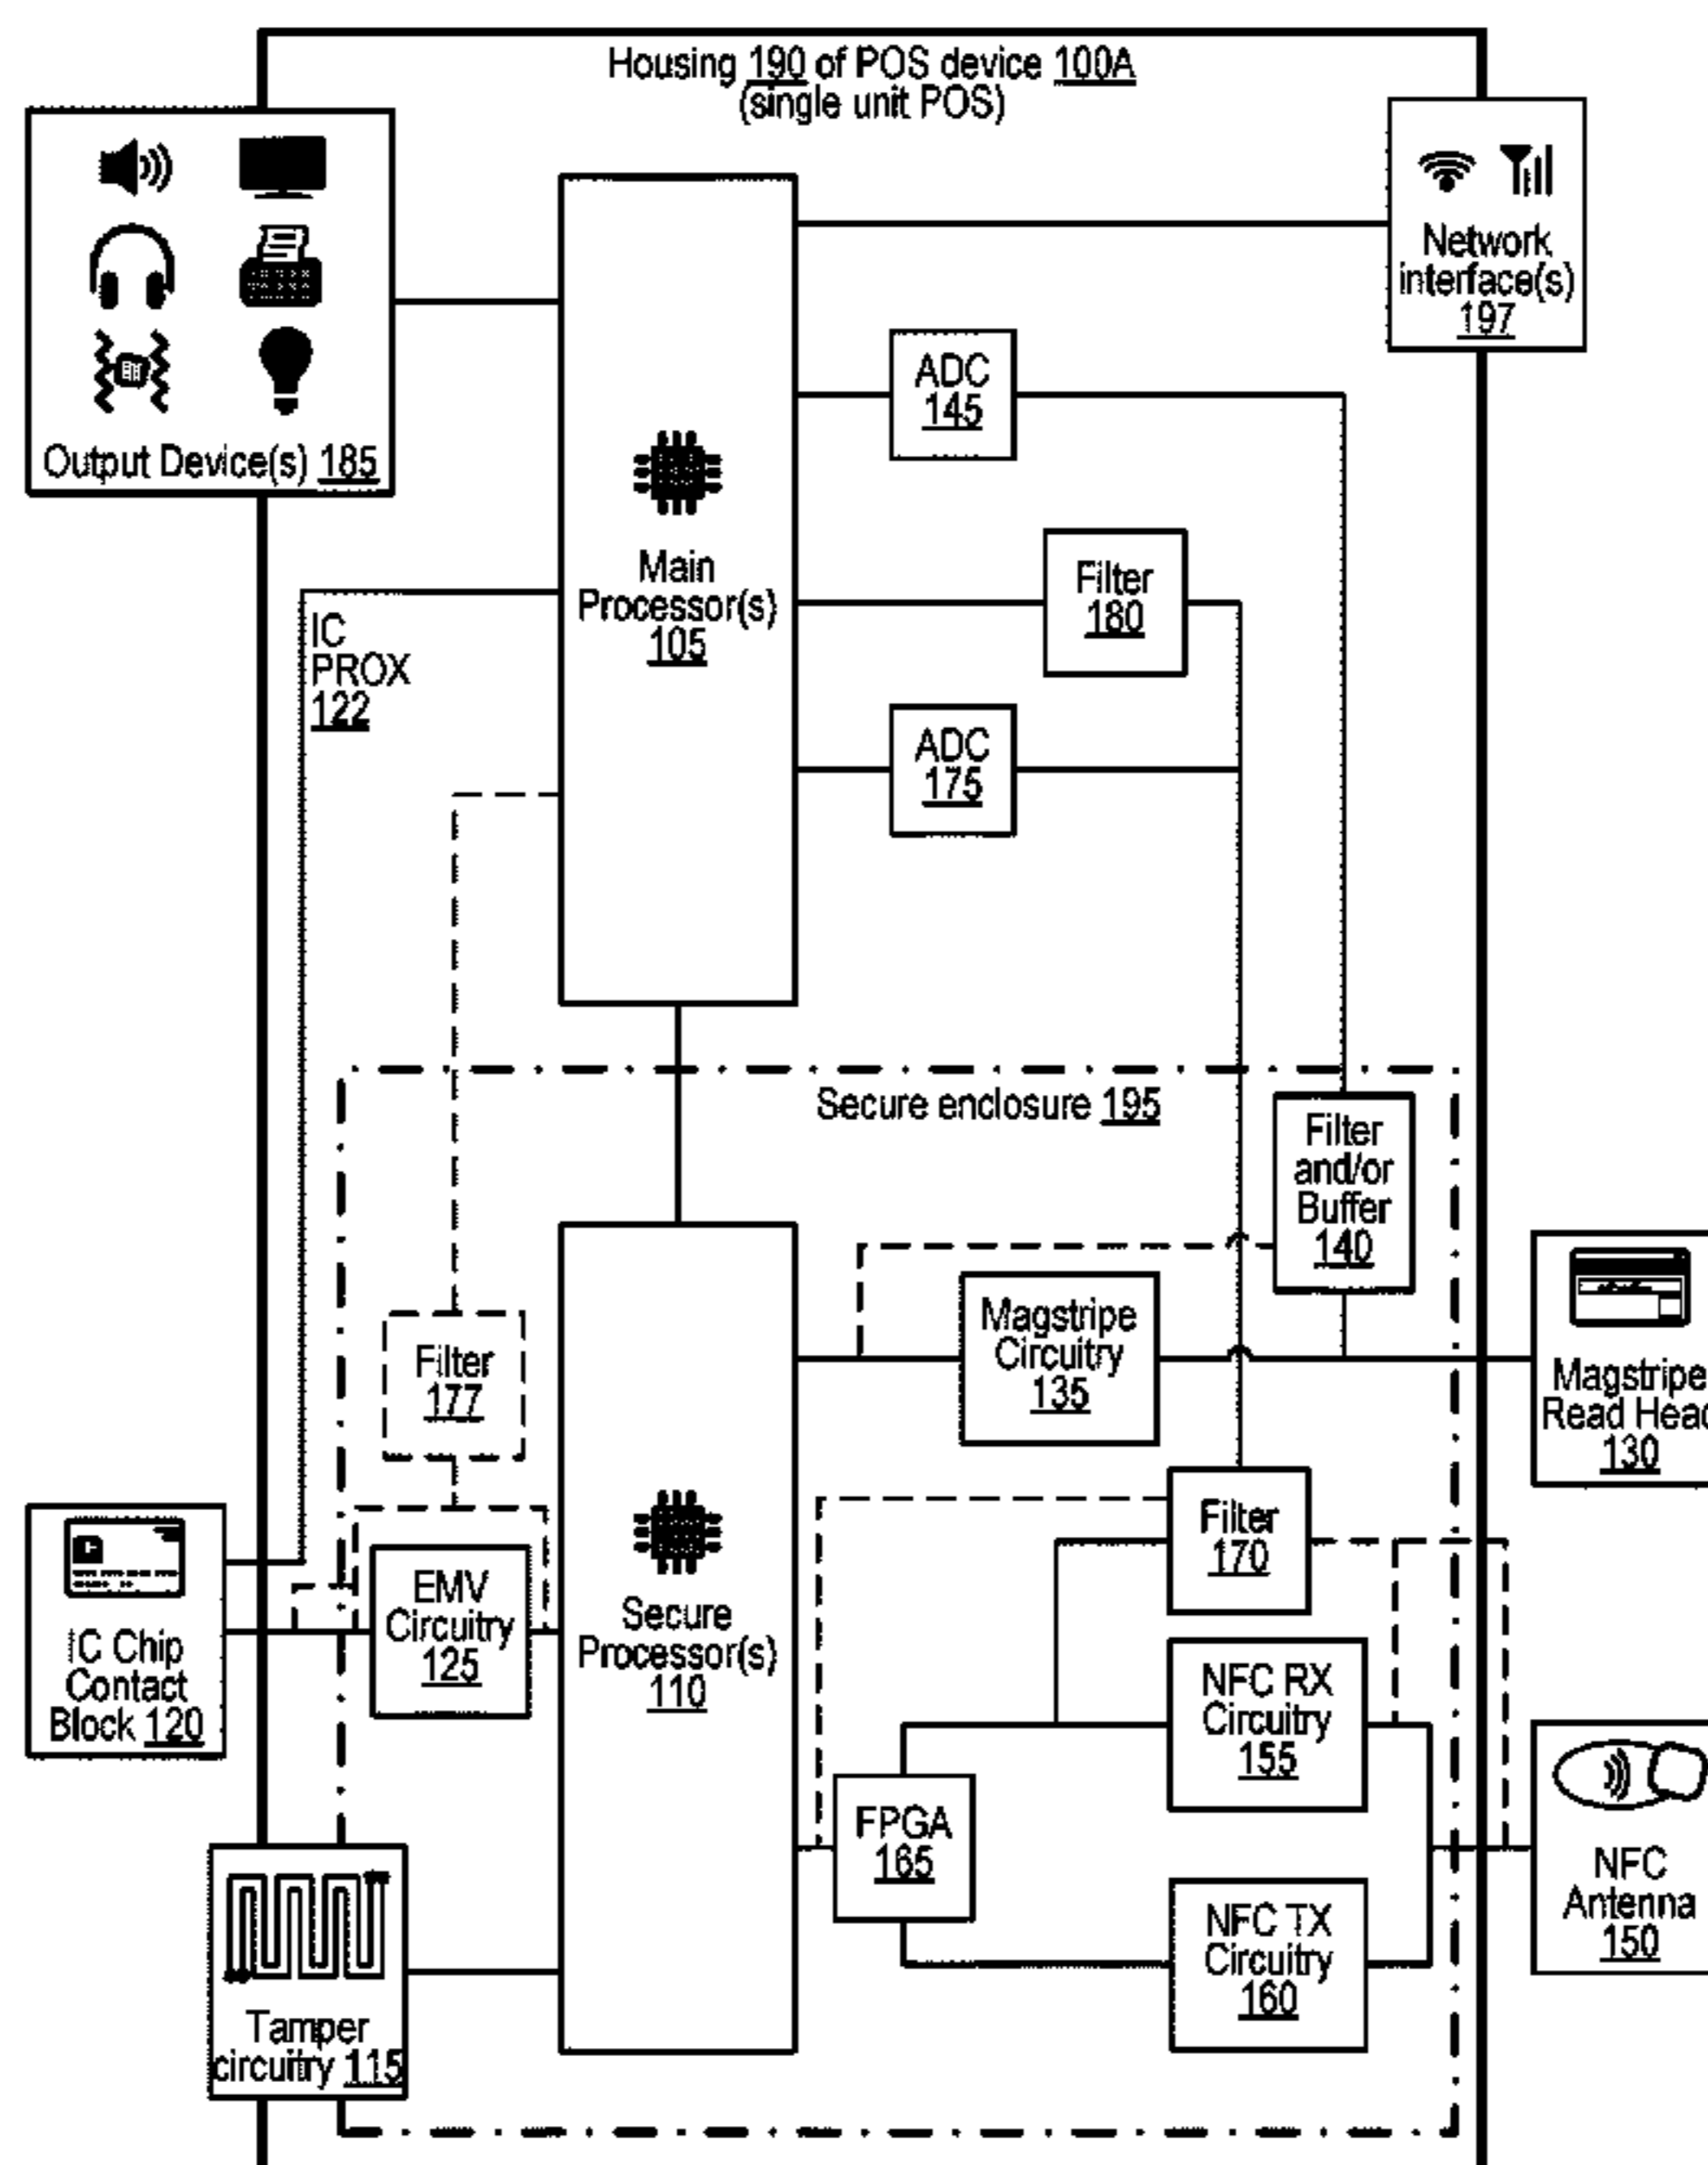 Housing 190 of POS device 100A
(single unit POS)
Output Device(s) 185
Network
interface(s)
197
ADC
145
Main
Processor(s)
105
Filter
180
IC
PROX
122
ADC
175
Secure enclosure 195
Filter
and/or
Buffer
140
Magstripe
Circuitry
135
Magstripe
Read Head
130
Filter
177
Filter
170
IC Chip
Contact
Block 120
EMV
Circuitry
125
Secure
Processor(s)
110
NFC RX
Circuitry
155
FPGA
165
NFC TX
Circuitry
160
NFC
Antenna
150
Tamper
circuitry 115